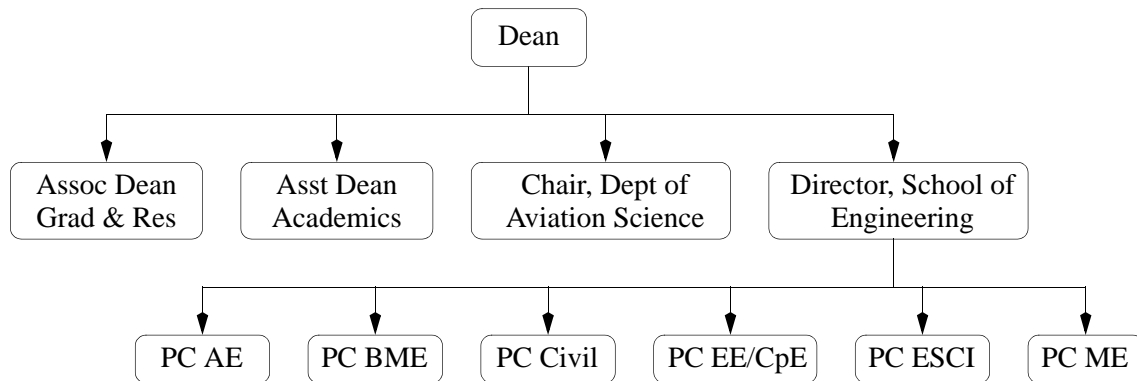 Dean
Assoc Dean
Grad & Res
Asst Dean
Academics
Chair, Dept of
Aviation Science
Director, School of
Engineering
PC AE
PC BME
PC Civil
PC EE/CpE
PC ESCI
PC ME